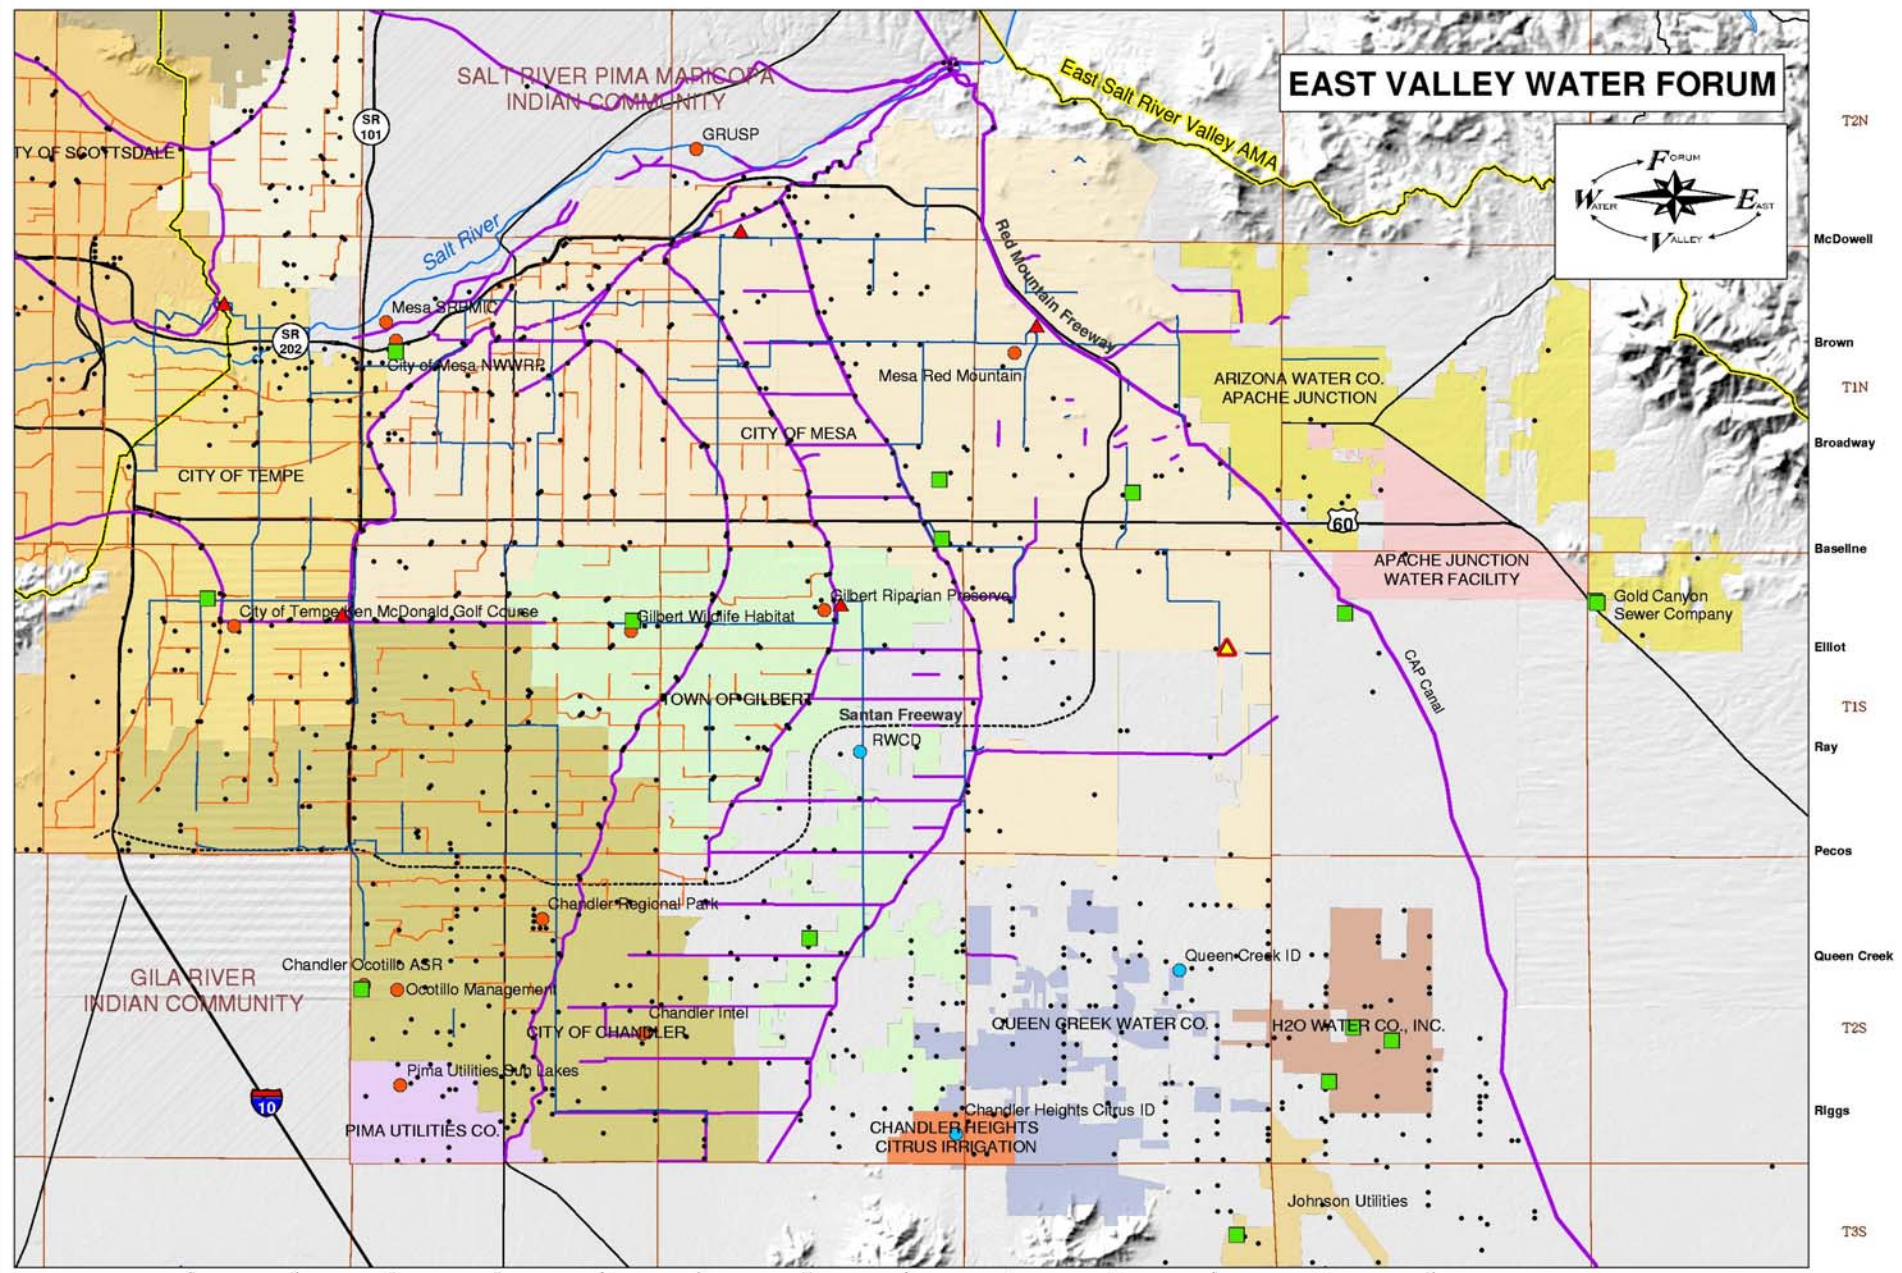 EAST VALLEY WATER FORUM
SALT RIVER PIMA MARICOPA
INDIAN COMMUNITY
SR
101
GRUSP
East Salt River Valley AMA
T2N
TY OF SCOTTSDALE
FORUM
WATER
EAST
VALLEY
McDowell
Salt River
Red Mountain Freeway
Mesa SRPMIC
SR
202
City of Mesa NWWRP
Brown
Mesa Red Mountain
ARIZONA WATER CO.
APACHE JUNCTION
T1N
CITY OF MESA
Broadway
CITY OF TEMPE
60
Baseline
APACHE JUNCTION
WATER FACILITY
City of Tempe Ken McDonald Golf Course
Gilbert Wildlife Habitat
Gilbert Riparian Preserve
Gold Canyon
Sewer Company
Elliot
CAP Canal
TOWN OF GILBERT
Santan Freeway
T1S
RWCD
Ray
Pecos
Chandler Regional Park
Chandler Ocotillo ASR
Queen Creek ID
Queen Creek
GILA RIVER
INDIAN COMMUNITY
Ocotillo Management
Chandler Intel
CITY OF CHANDLER
QUEEN CREEK WATER CO.
H2O WATER CO., INC.
T2S
Pima Utilities Sun Lakes
10
Chandler Heights Citrus ID
Riggs
PIMA UTILITIES CO.
CHANDLER HEIGHTS
CITRUS IRRIGATION
Johnson Utilities
T3S